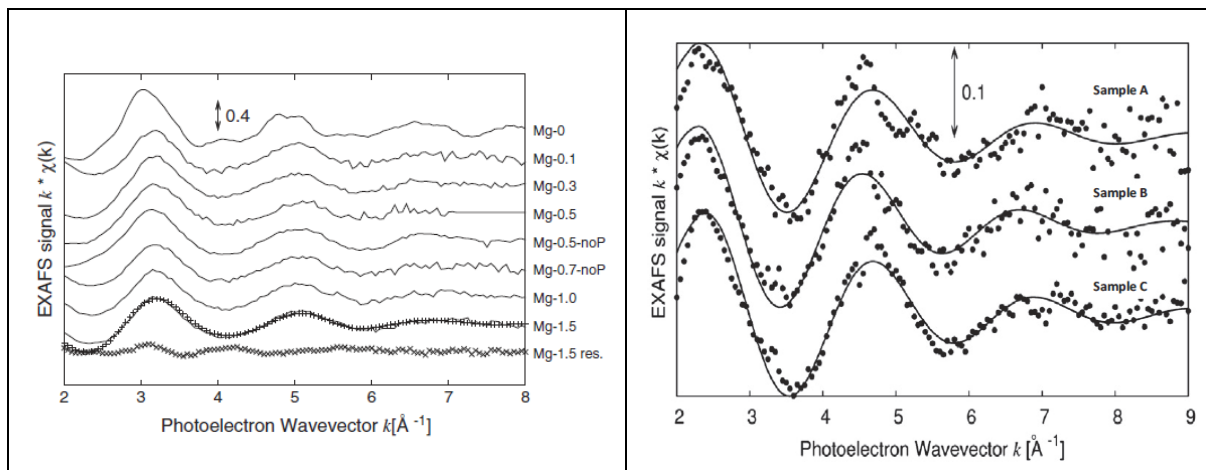 EXAFS signal k * χ(k)
0.4
Mg-0
Mg-0.1
Mg-0.3
Mg-0.5
Mg-0.5-noP
Mg-0.7-noP
Mg-1.0
Mg-1.5
Mg-1.5 res.
2 3 4 5 6 7 8
Photoelectron Wavevector k[Å -1]
EXAFS signal k * χ(k)
0.1
Sample A
Sample B
Sample C
2 3 4 5 6 7 8 9
Photoelectron Wavevector k [Å -1]